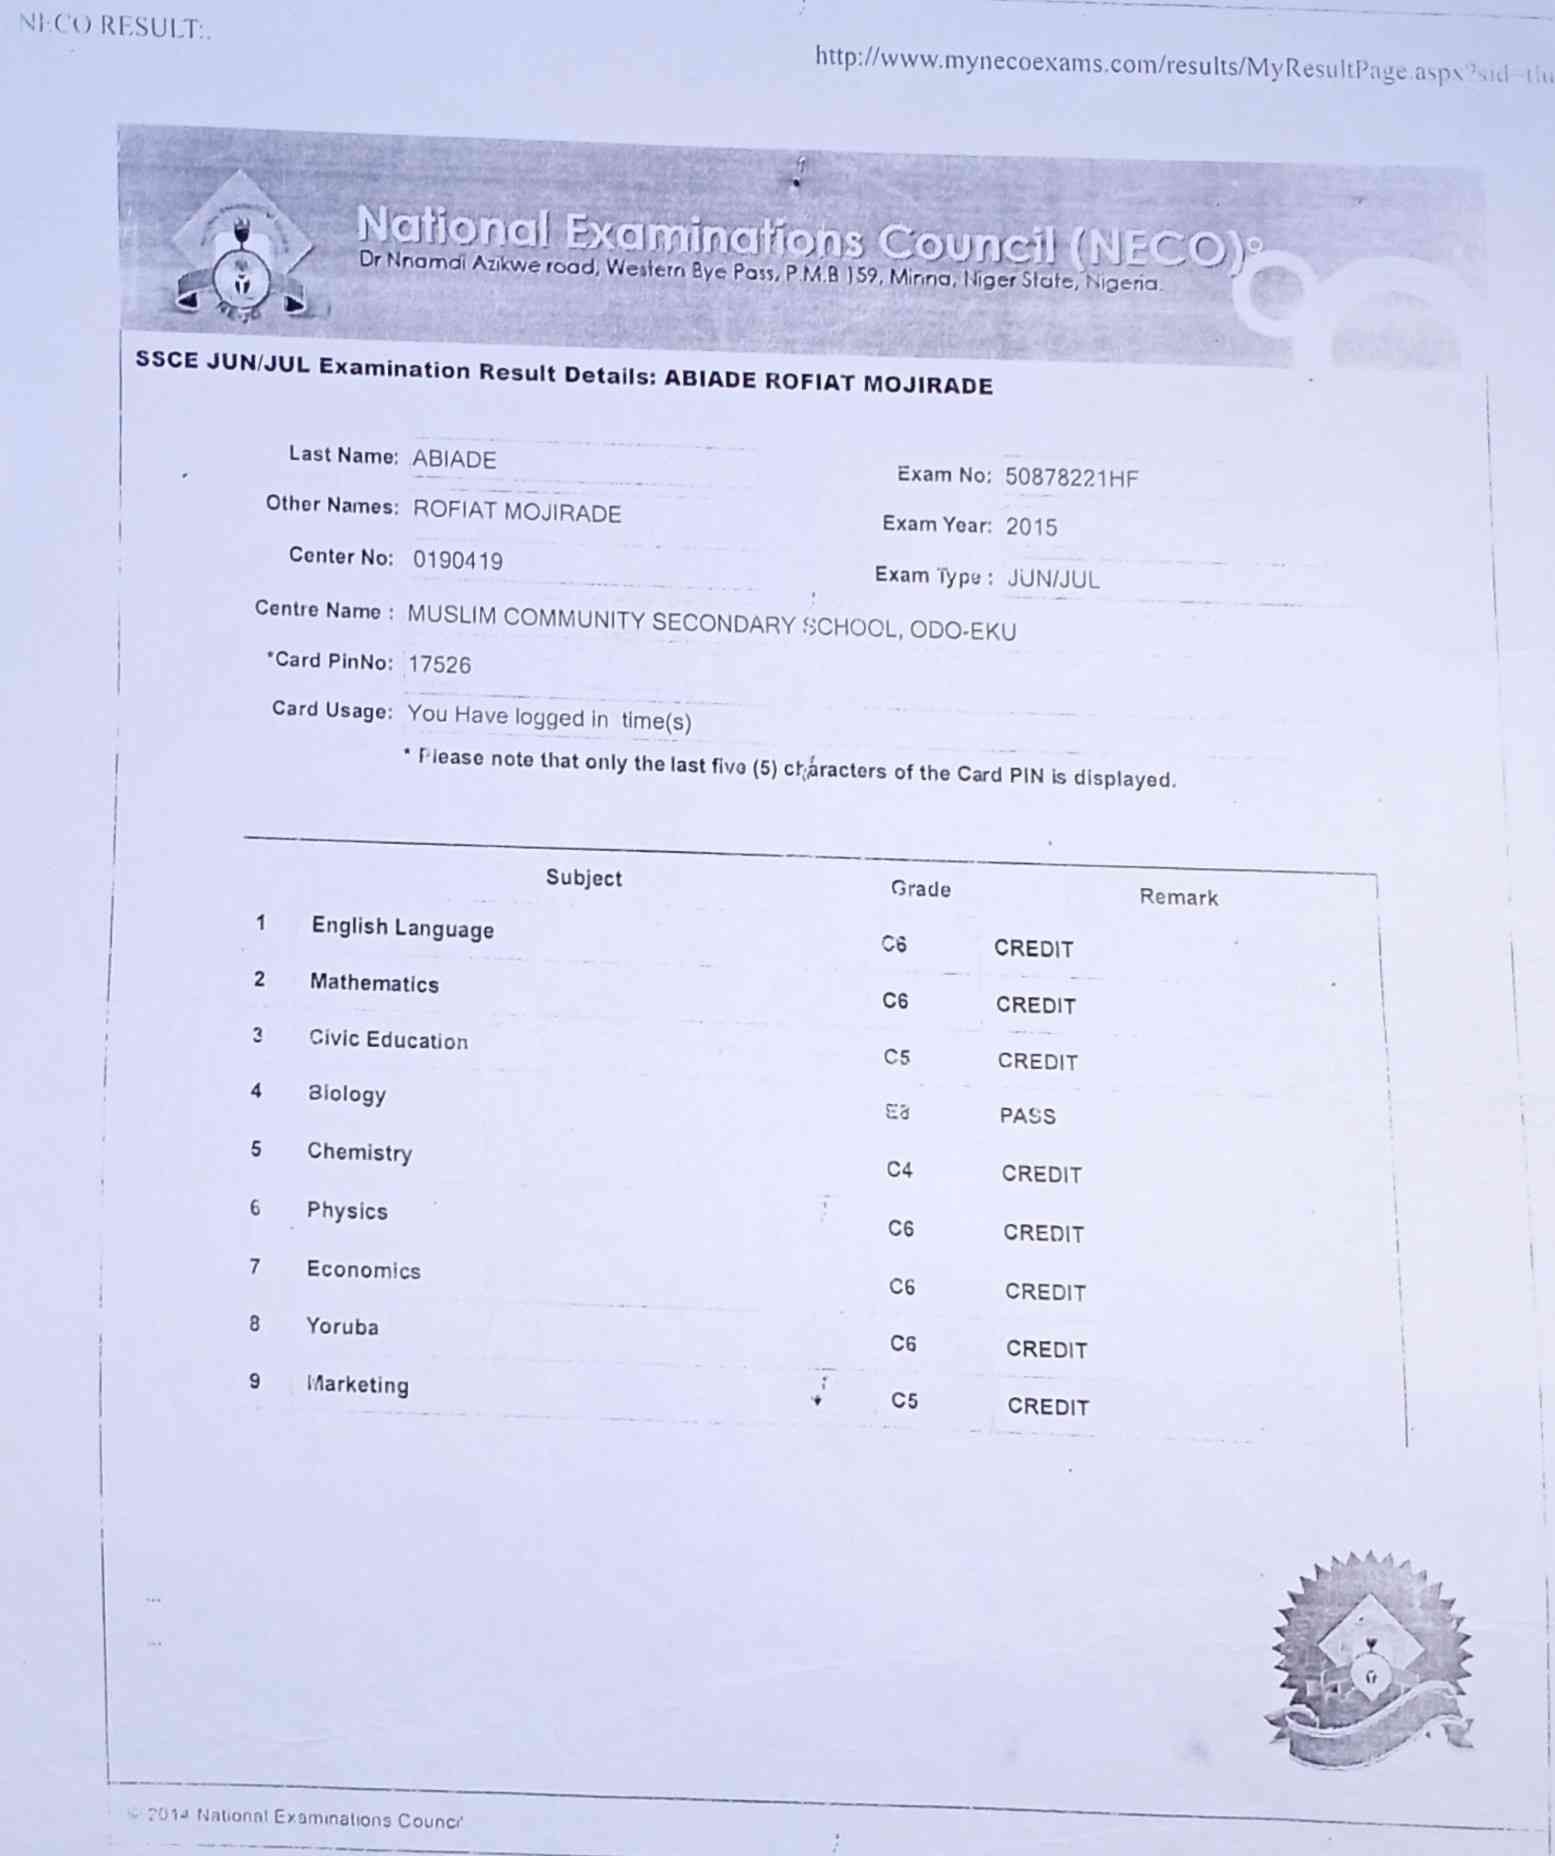 NECO RESULT:.
http://www.mynecoexams.com/results/MyResultPage.aspx?sid=
National Examinations Council (NECO)
Dr Nnamdi Azikwe road, Western Bye Pass, P.M.B 159, Minna, Niger State, Nigeria.
SSCE JUN/JUL Examination Result Details: ABIADE ROFIAT MOJIRADE
Last Name: ABIADE
Exam No: 50878221HF
Other Names: ROFIAT MOJIRADE
Exam Year: 2015
Center No: 0190419
Exam Type : JUN/JUL
Centre Name : MUSLIM COMMUNITY SECONDARY SCHOOL, ODO-EKU
*Card PinNo: 17526
Card Usage: You Have logged in time(s)
* Please note that only the last five (5) characters of the Card PIN is displayed.
Subject Grade Remark
1 English Language C6 CREDIT
2 Mathematics C6 CREDIT
3 Civic Education C5 CREDIT
4 Biology E8 PASS
5 Chemistry C4 CREDIT
6 Physics C6 CREDIT
7 Economics C6 CREDIT
8 Yoruba C6 CREDIT
9 Marketing C5 CREDIT
© 2014 National Examinations Council